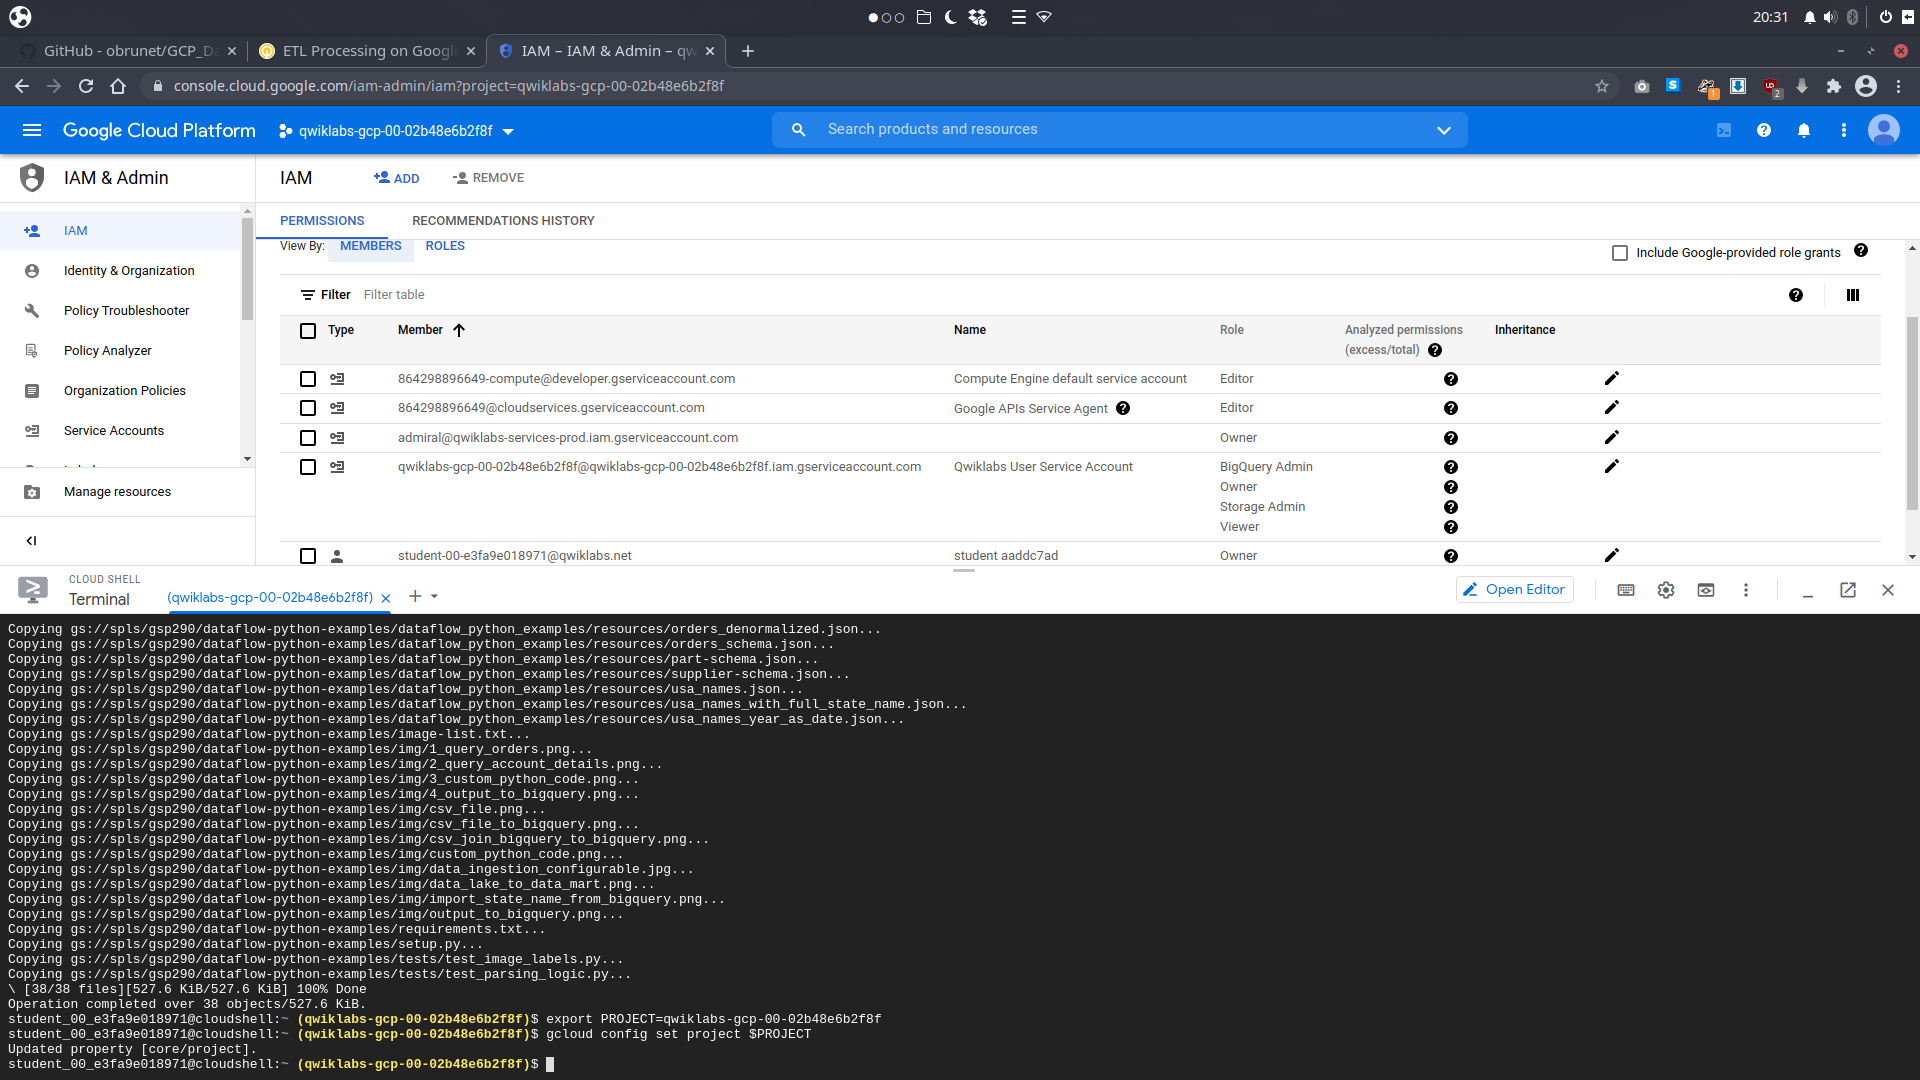 20:31
GitHub - obrunet/GCP_Da
ETL Processing on Google
IAM – IAM & Admin – qw
console.cloud.google.com/iam-admin/iam?project=qwiklabs-gcp-00-02b48e6b2f8f
1
2
Google Cloud Platform
qwiklabs-gcp-00-02b48e6b2f8f
Search products and resources
IAM & Admin
IAM
ADD
REMOVE
IAM
Identity & Organization
Policy Troubleshooter
Policy Analyzer
Organization Policies
Service Accounts
Manage resources
PERMISSIONS
RECOMMENDATIONS HISTORY
View By:
MEMBERS
ROLES
Include Google-provided role grants
Filter
Filter table
Type
Member
Name
Role
Analyzed permissions
(excess/total)
Inheritance
864298896649-compute@developer.gserviceaccount.com
Compute Engine default service account
Editor
864298896649@cloudservices.gserviceaccount.com
Google APIs Service Agent
Editor
admiral@qwiklabs-services-prod.iam.gserviceaccount.com
Owner
qwiklabs-gcp-00-02b48e6b2f8f@qwiklabs-gcp-00-02b48e6b2f8f.iam.gserviceaccount.com
Qwiklabs User Service Account
BigQuery Admin
Owner
Storage Admin
Viewer
student-00-e3fa9e018971@qwiklabs.net
student aaddc7ad
Owner
CLOUD SHELL
Terminal
(qwiklabs-gcp-00-02b48e6b2f8f)
Open Editor
Copying gs://spls/gsp290/dataflow-python-examples/dataflow_python_examples/resources/orders_denormalized.json...
Copying gs://spls/gsp290/dataflow-python-examples/dataflow_python_examples/resources/orders_schema.json...
Copying gs://spls/gsp290/dataflow-python-examples/dataflow_python_examples/resources/part-schema.json...
Copying gs://spls/gsp290/dataflow-python-examples/dataflow_python_examples/resources/supplier-schema.json...
Copying gs://spls/gsp290/dataflow-python-examples/dataflow_python_examples/resources/usa_names.json...
Copying gs://spls/gsp290/dataflow-python-examples/dataflow_python_examples/resources/usa_names_with_full_state_name.json...
Copying gs://spls/gsp290/dataflow-python-examples/dataflow_python_examples/resources/usa_names_year_as_date.json...
Copying gs://spls/gsp290/dataflow-python-examples/image-list.txt...
Copying gs://spls/gsp290/dataflow-python-examples/img/1_query_orders.png...
Copying gs://spls/gsp290/dataflow-python-examples/img/2_query_account_details.png...
Copying gs://spls/gsp290/dataflow-python-examples/img/3_custom_python_code.png...
Copying gs://spls/gsp290/dataflow-python-examples/img/4_output_to_bigquery.png...
Copying gs://spls/gsp290/dataflow-python-examples/img/csv_file.png...
Copying gs://spls/gsp290/dataflow-python-examples/img/csv_file_to_bigquery.png...
Copying gs://spls/gsp290/dataflow-python-examples/img/csv_join_bigquery_to_bigquery.png...
Copying gs://spls/gsp290/dataflow-python-examples/img/custom_python_code.png...
Copying gs://spls/gsp290/dataflow-python-examples/img/data_ingestion_configurable.jpg...
Copying gs://spls/gsp290/dataflow-python-examples/img/data_lake_to_data_mart.png...
Copying gs://spls/gsp290/dataflow-python-examples/img/import_state_name_from_bigquery.png...
Copying gs://spls/gsp290/dataflow-python-examples/img/output_to_bigquery.png...
Copying gs://spls/gsp290/dataflow-python-examples/requirements.txt...
Copying gs://spls/gsp290/dataflow-python-examples/setup.py...
Copying gs://spls/gsp290/dataflow-python-examples/tests/test_image_labels.py...
Copying gs://spls/gsp290/dataflow-python-examples/tests/test_parsing_logic.py...
\ [38/38 files][527.6 KiB/527.6 KiB] 100% Done
Operation completed over 38 objects/527.6 KiB.
student_00_e3fa9e018971@cloudshell:~ (qwiklabs-gcp-00-02b48e6b2f8f)$ export PROJECT=qwiklabs-gcp-00-02b48e6b2f8f
student_00_e3fa9e018971@cloudshell:~ (qwiklabs-gcp-00-02b48e6b2f8f)$ gcloud config set project $PROJECT
Updated property [core/project].
student_00_e3fa9e018971@cloudshell:~ (qwiklabs-gcp-00-02b48e6b2f8f)$